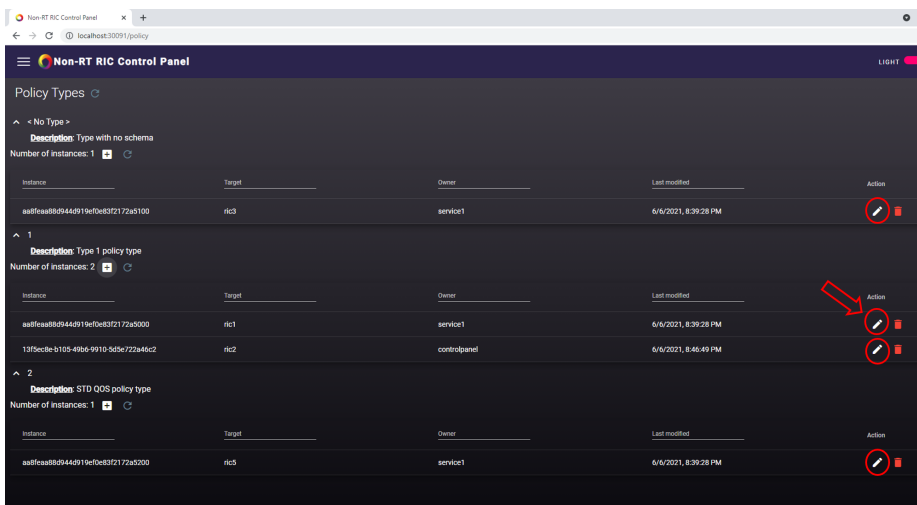 Non-RT RIC Control Panel
localhost:30091/policy
Non-RT RIC Control Panel
LIGHT
Policy Types
< No Type >
Description: Type with no schema
Number of instances: 1
Instance Target Owner Last modified Action
aa8feaa88d944d919ef0e83f2172a5100 ric3 service1 6/6/2021, 8:39:28 PM
1
Description: Type 1 policy type
Number of instances: 2
Instance Target Owner Last modified Action
aa8feaa88d944d919ef0e83f2172a5000 ric1 service1 6/6/2021, 8:39:28 PM
13f5ec8e-b105-49b6-9910-5d5e722a46c2 ric2 controlpanel 6/6/2021, 8:46:49 PM
2
Description: STD QOS policy type
Number of instances: 1
Instance Target Owner Last modified Action
aa8feaa88d944d919ef0e83f2172a5200 ric5 service1 6/6/2021, 8:39:28 PM